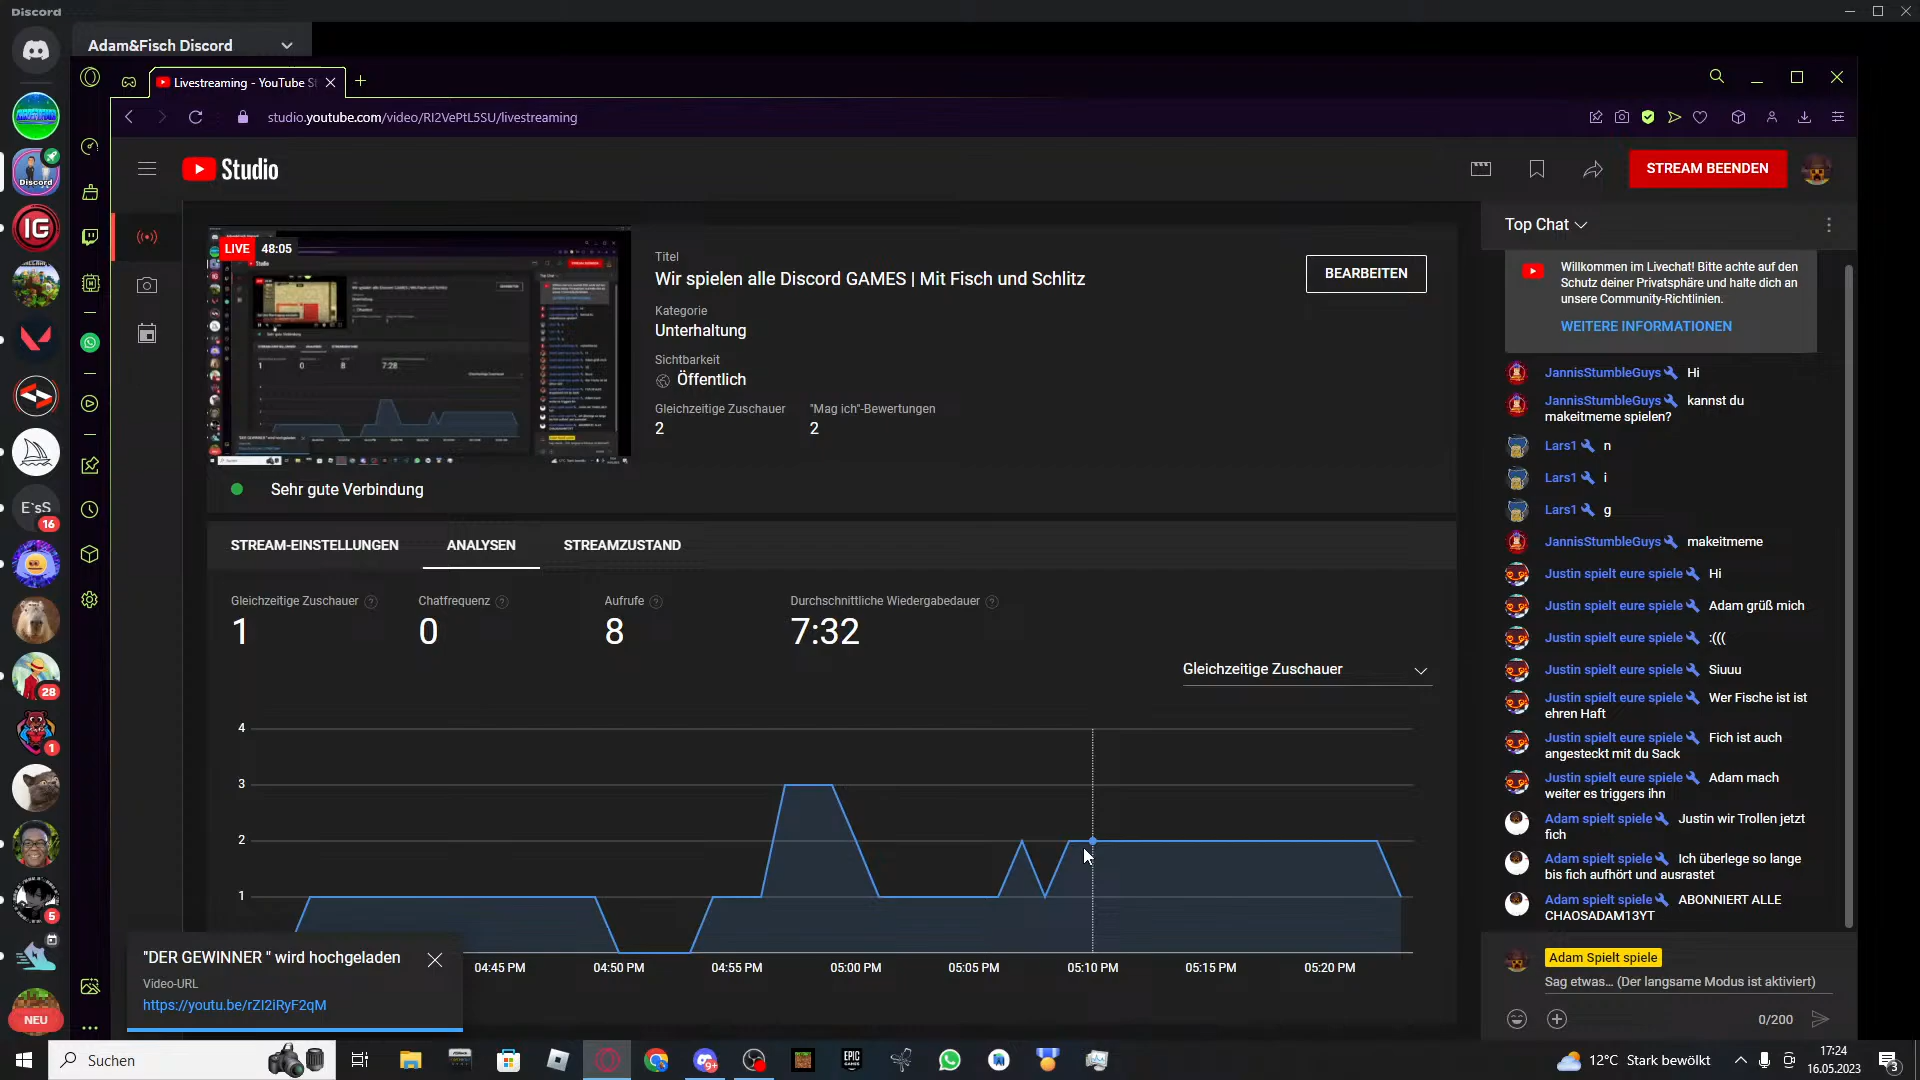 Discord
Adam&Fisch Discord
Livestreaming - YouTube St
studio.youtube.com/video/RI2VePtL5SU/livestreaming
Studio
STREAM BEENDEN
LIVE 48:05
Titel
Wir spielen alle Discord GAMES | Mit Fisch und Schlitz
BEARBEITEN
Kategorie
Unterhaltung
Sichtbarkeit
Öffentlich
Gleichzeitige Zuschauer
"Mag ich"-Bewertungen
2
2
Sehr gute Verbindung
STREAM-EINSTELLUNGEN
ANALYSEN
STREAMZUSTAND
Gleichzeitige Zuschauer
Chatfrequenz
Aufrufe
Durchschnittliche Wiedergabedauer
1
0
8
7:32
Gleichzeitige Zuschauer
4
3
2
1
04:45 PM
04:50 PM
04:55 PM
05:00 PM
05:05 PM
05:10 PM
05:15 PM
05:20 PM
"DER GEWINNER " wird hochgeladen
Video-URL
https://youtu.be/rZI2iRyF2qM
Top Chat
Willkommen im Livechat! Bitte achte auf den
Schutz deiner Privatsphäre und halte dich an
unsere Community-Richtlinien.
WEITERE INFORMATIONEN
JannisStumbleGuys Hi
JannisStumbleGuys kannst du
makeitmeme spielen?
Lars1 n
Lars1 i
Lars1 g
JannisStumbleGuys makeitmeme
Justin spielt eure spiele Hi
Justin spielt eure spiele Adam grüß mich
Justin spielt eure spiele :(((
Justin spielt eure spiele Siuuu
Justin spielt eure spiele Wer Fische ist ist
ehren Haft
Justin spielt eure spiele Fich ist auch
angesteckt mit du Sack
Justin spielt eure spiele Adam mach
weiter es triggers ihn
Adam spielt spiele Justin wir Trollen jetzt
fich
Adam spielt spiele Ich überlege so lange
bis fich aufhört und ausrastet
Adam spielt spiele ABONNIERT ALLE
CHAOSADAM13YT
Adam Spielt spiele
Sag etwas... (Der langsame Modus ist aktiviert)
0/200
Discord
IG
E`sS
16
28
1
5
NEU
Suchen
EPIC
GAMES
9+
12°C Stark bewölkt
17:24
16.05.2023
3